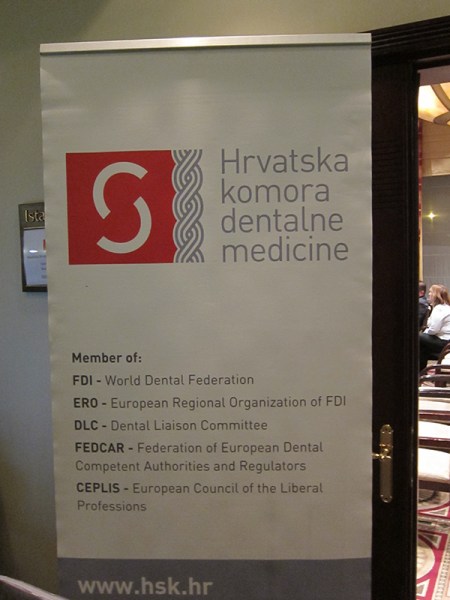 Hrvatska
komora
dentalne
medicine
Ista
Member of:
FDI - World Dental Federation
ERO - European Regional Organization of FDI
DLC - Dental Liaison Committee
FEDCAR - Federation of European Dental
Competent Authorities and Regulators
CEPLIS - European Council of the Liberal
Professions
www.hsk.hr